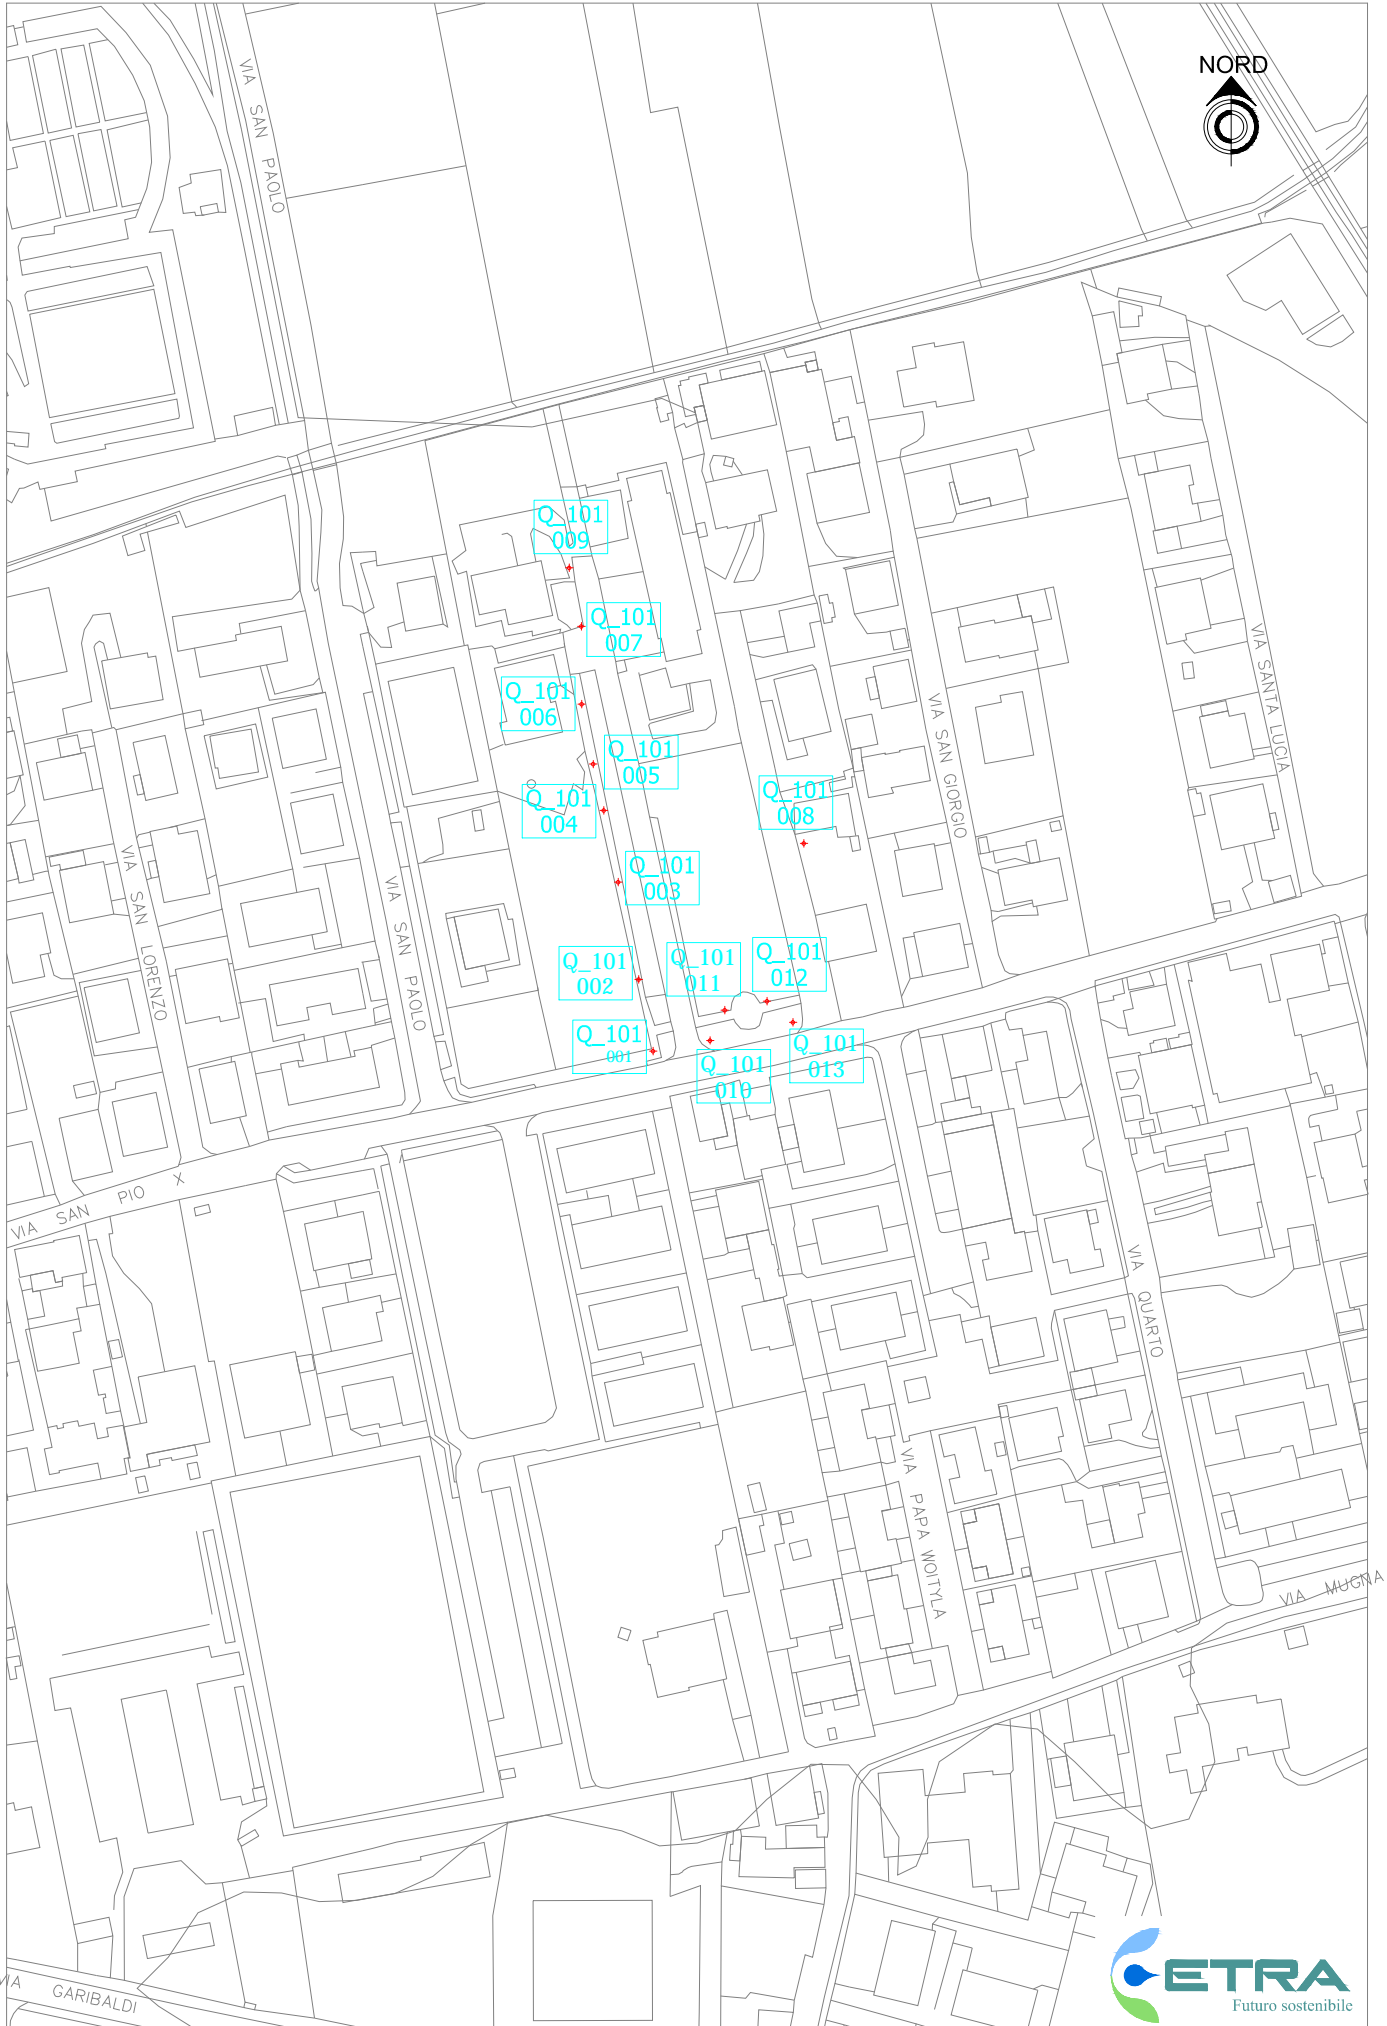 NORD
VIA SAN PAOLO
Q_101
009
Q_101
007
VIA SANTA LUCIA
Q_101
006
VIA SAN GIORGIO
Q_101
005
Q_101
008
Q_101
004
VIA SAN LORENZO
Q_101
003
VIA SAN PAOLO
Q_101
012
Q_101
011
Q_101
002
Q_101
001
Q_101
013
Q_101
010
VIA SAN PIO X
VIA QUARTO
VIA PAPA WOITYLA
VIA MUGNA
VIA GARIBALDI
ETRA
Futuro sostenibile